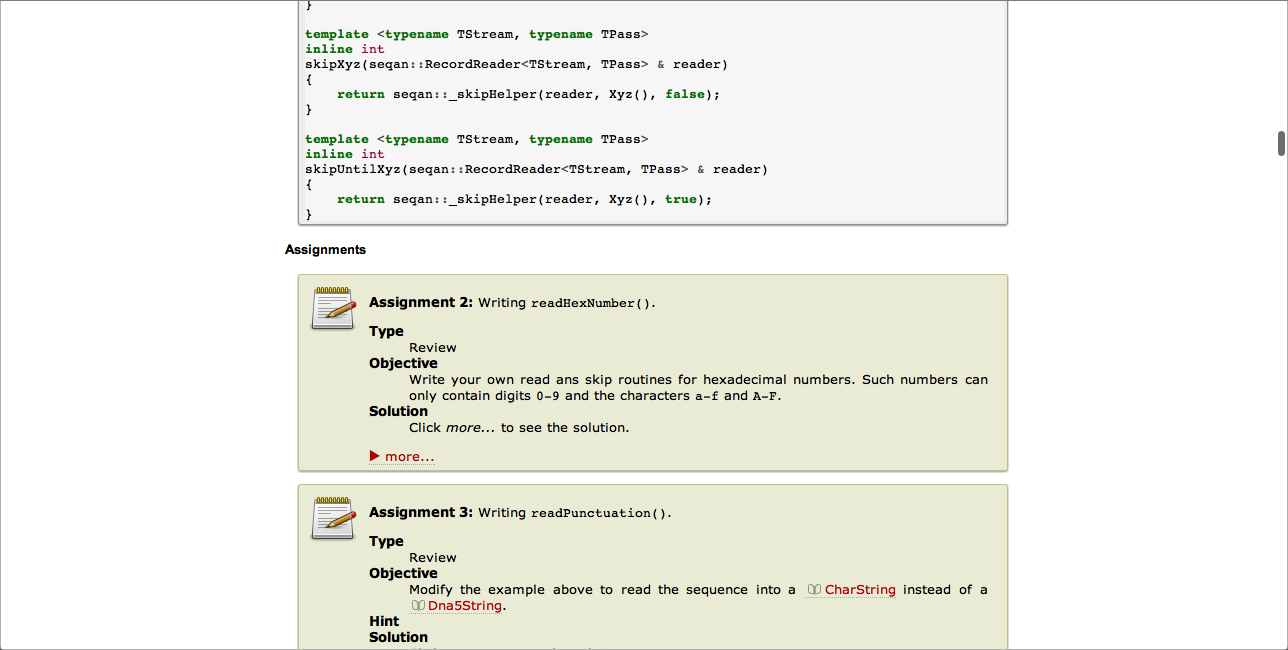 }
template <typename TStream, typename TPass>
inline int
skipXyz(seqan::RecordReader<TStream, TPass> & reader)
{
    return seqan::_skipHelper(reader, Xyz(), false);
}
template <typename TStream, typename TPass>
inline int
skipUntilXyz(seqan::RecordReader<TStream, TPass> & reader)
{
    return seqan::_skipHelper(reader, Xyz(), true);
}
Assignments
Assignment 2: Writing readHexNumber().
Type
Review
Objective
Write your own read ans skip routines for hexadecimal numbers. Such numbers can
only contain digits 0-9 and the characters a-f and A-F.
Solution
Click more... to see the solution.
more...
Assignment 3: Writing readPunctuation().
Type
Review
Objective
Modify the example above to read the sequence into a CharString instead of a
Dna5String.
Hint
Solution